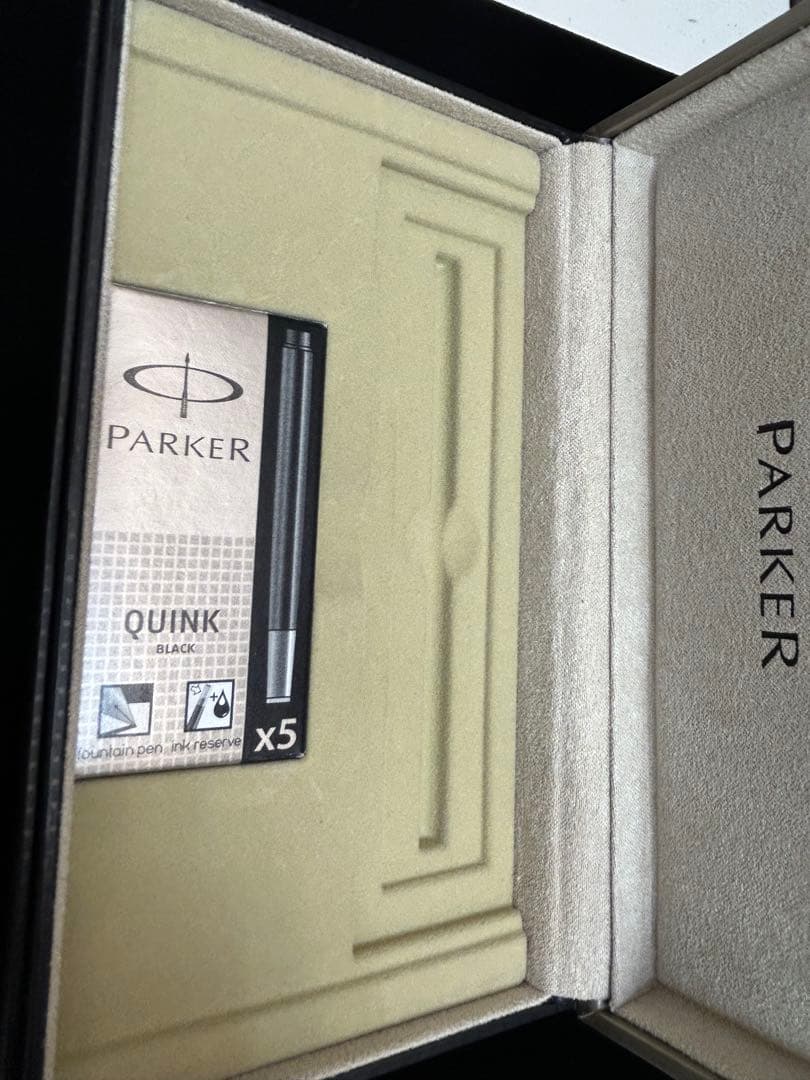 PARKER
QUINK
BLACK
fountain pen ink reserve
x5
PARKER